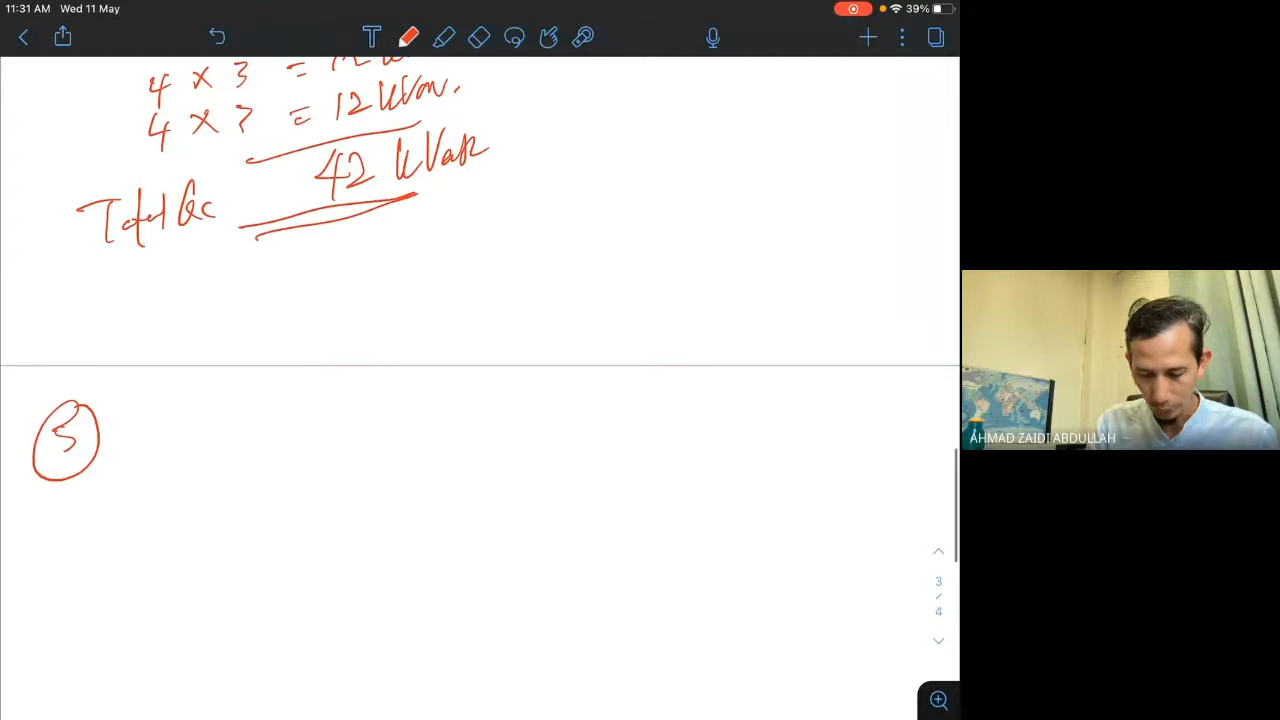 11:31 AM Wed 11 May
39%
4 x 3 = 12
4 x 3 = 12 kVar.
42 kVar
Total Qc
5
AHMAD ZAIDI ABDULLAH
3
/
4